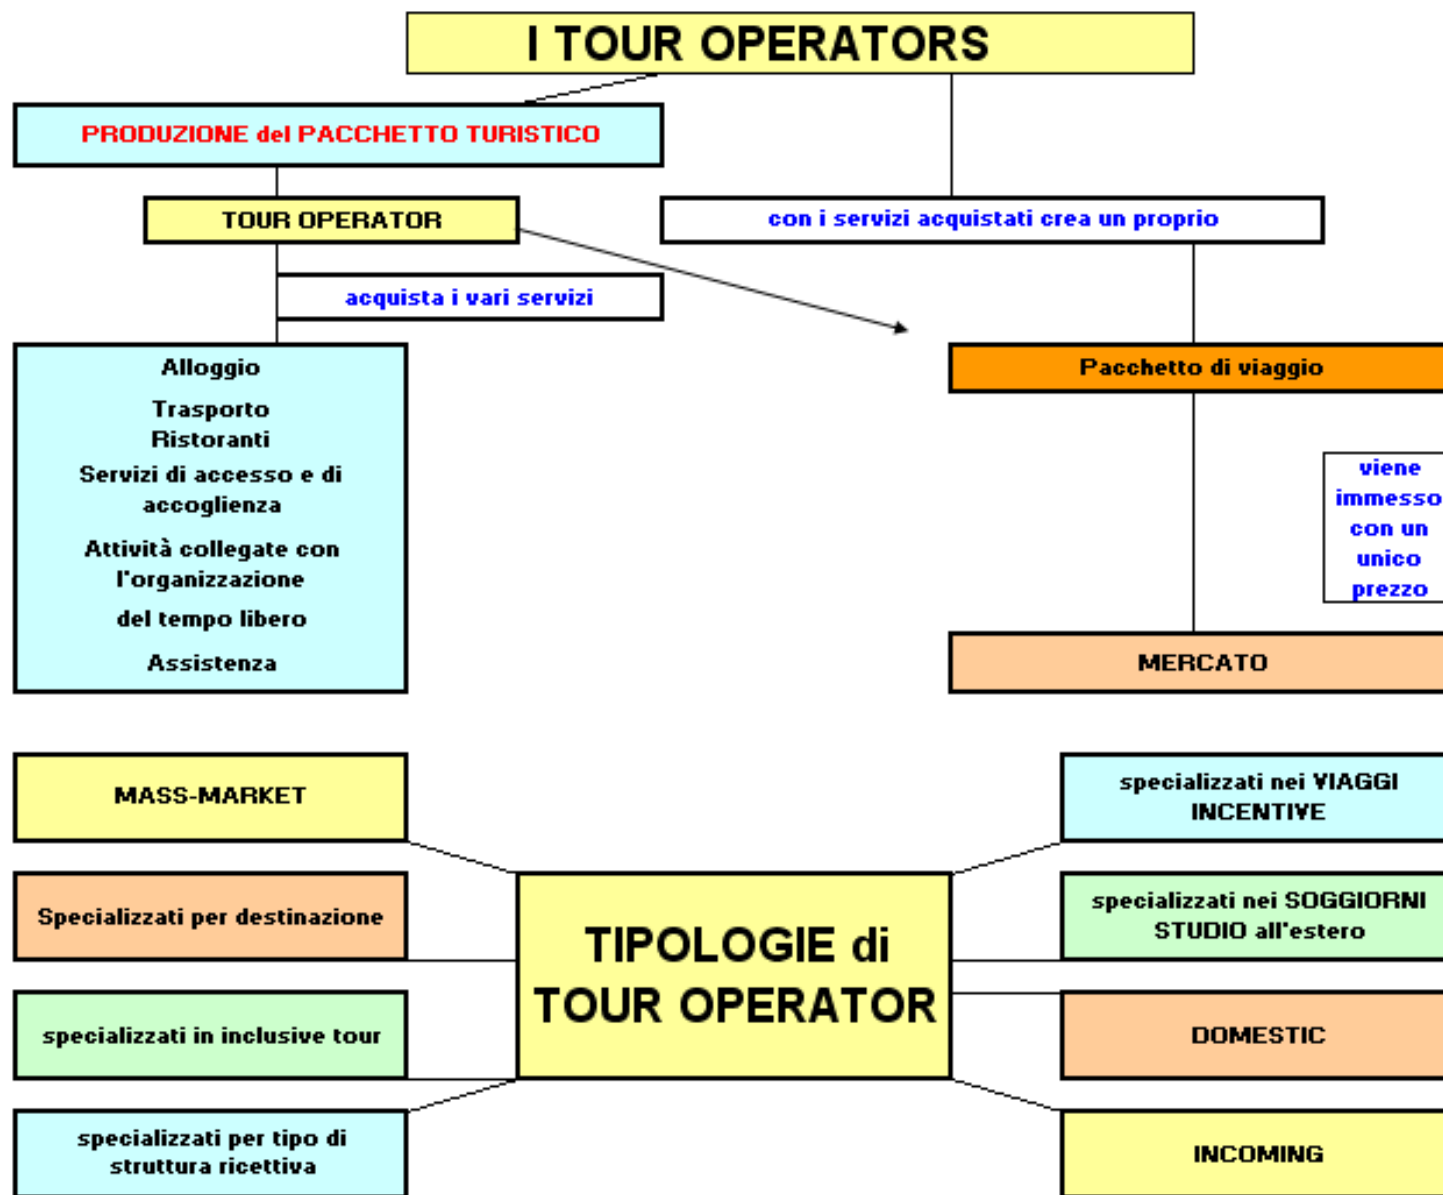 I TOUR OPERATORS
PRODUZIONE del PACCHETTO TURISTICO
TOUR OPERATOR
con i servizi acquistati crea un proprio
acquista i vari servizi
Alloggio
Trasporto
Ristoranti
Servizi di accesso e di
accoglienza
Attività collegate con
l'organizzazione
del tempo libero
Assistenza
Pacchetto di viaggio
viene
immesso
con un
unico
prezzo
MERCATO
MASS-MARKET
Specializzati per destinazione
specializzati in inclusive tour
specializzati per tipo di
struttura ricettiva
TIPOLOGIE di
TOUR OPERATOR
specializzati nei VIAGGI
INCENTIVE
specializzati nei SOGGIORNI
STUDIO all'estero
DOMESTIC
INCOMING